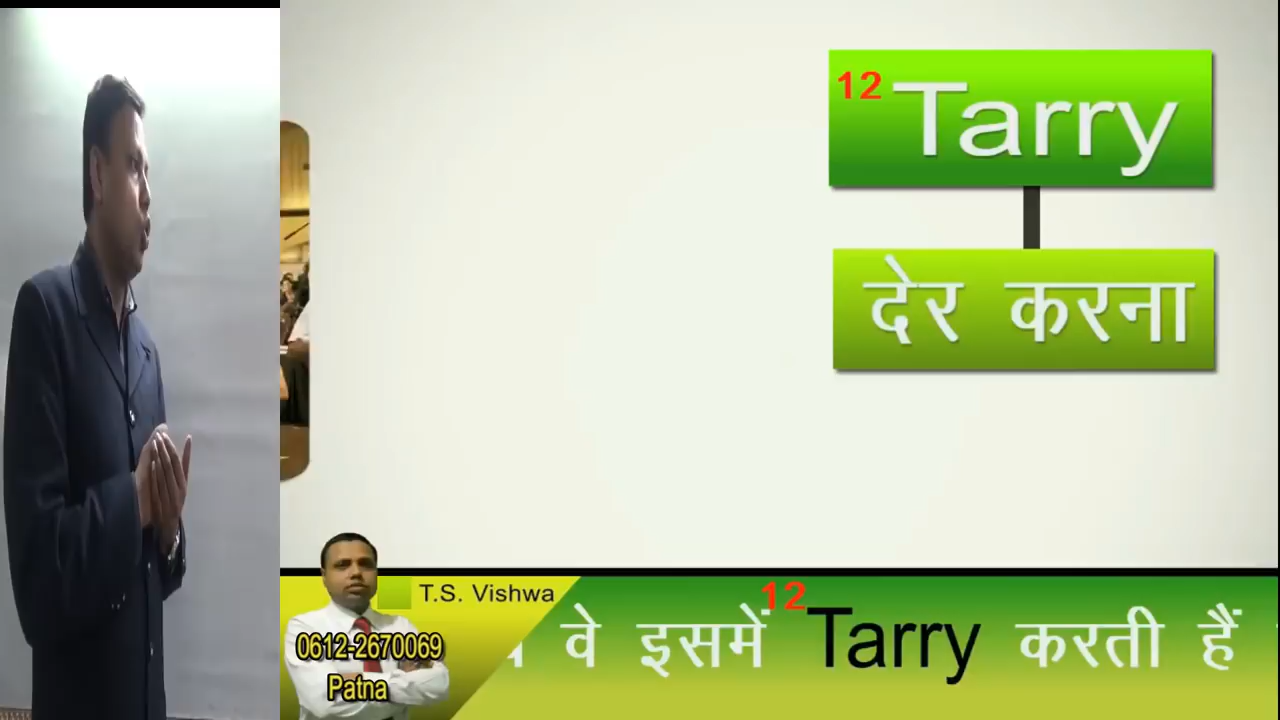 12 Tarry
देर करना
T.S. Vishwa
0612-2670069
Patna
वे इसमें 12 Tarry करती हैं